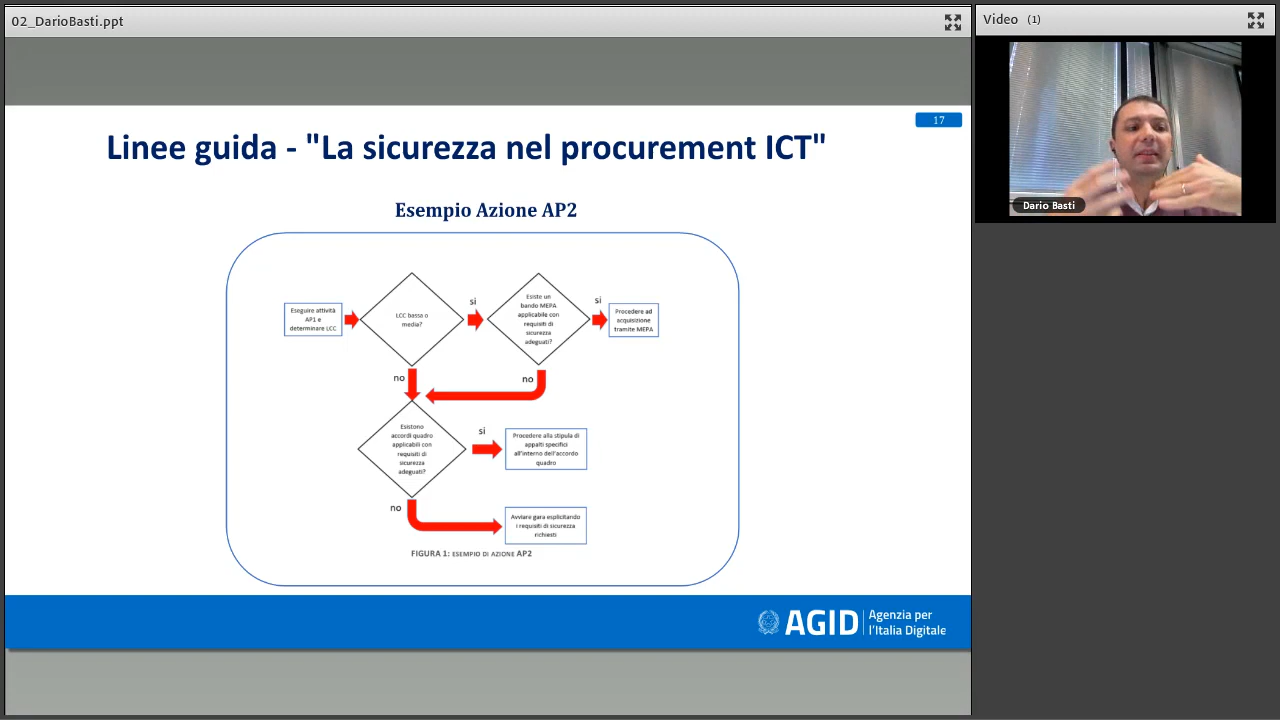 02_DarioBasti.ppt
Video (1)
17
Linee guida - "La sicurezza nel procurement ICT"
Esempio Azione AP2
Eseguire attività
AP1 e
determinare LCC
LCC bassa o
media?
si
Esiste un
bando MEPA
applicabile con
requisiti di
sicurezza
adeguati?
si
Procedere ad
acquisizione
tramite MEPA
no
no
Esistono
accordi quadro
applicabili con
requisiti di
sicurezza
adeguati?
si
Procedere alla stipula di
appalti specifici
all'interno dell'accordo
quadro
no
Avviare gara esplicitando
i requisiti di sicurezza
richiesti
FIGURA 1: ESEMPIO DI AZIONE AP2
AGID
Agenzia per
l'Italia Digitale
Dario Basti